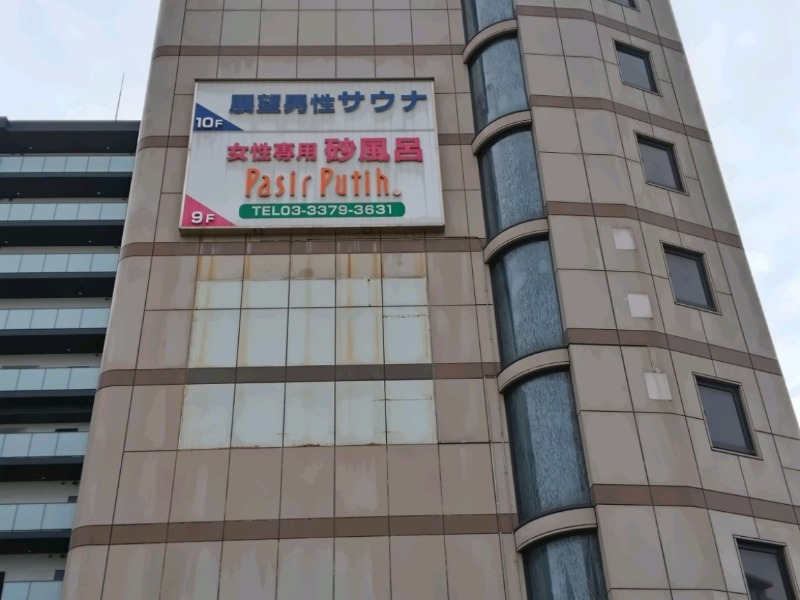 展望男性サウナ
10F
女性専用 砂風呂
Pasir Putih
9F
TEL03-3379-3631